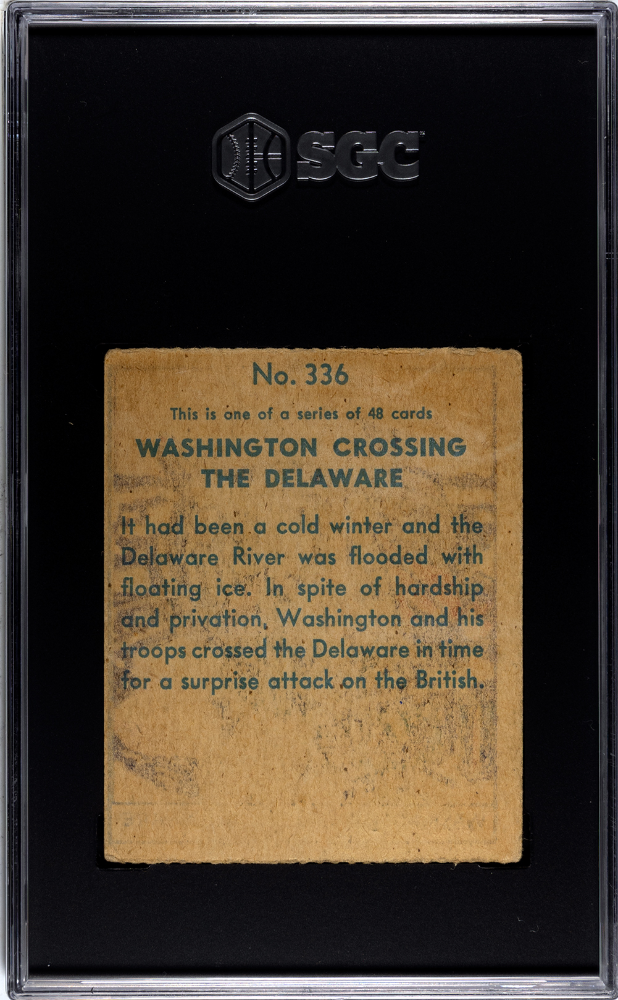 SGC
No. 336
This is one of a series of 48 cards
WASHINGTON CROSSING
THE DELAWARE
It had been a cold winter and the
Delaware River was flooded with
floating ice. In spite of hardship
and privation, Washington and his
troops crossed the Delaware in time
for a surprise attack on the British.